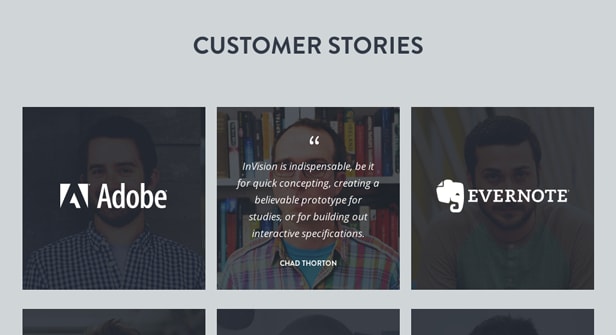 CUSTOMER STORIES
Adobe
“
InVision is indispensable, be it
for quick concepting, creating a
believable prototype for
studies, or for building out
interactive specifications.
CHAD THORTON
EVERNOTE